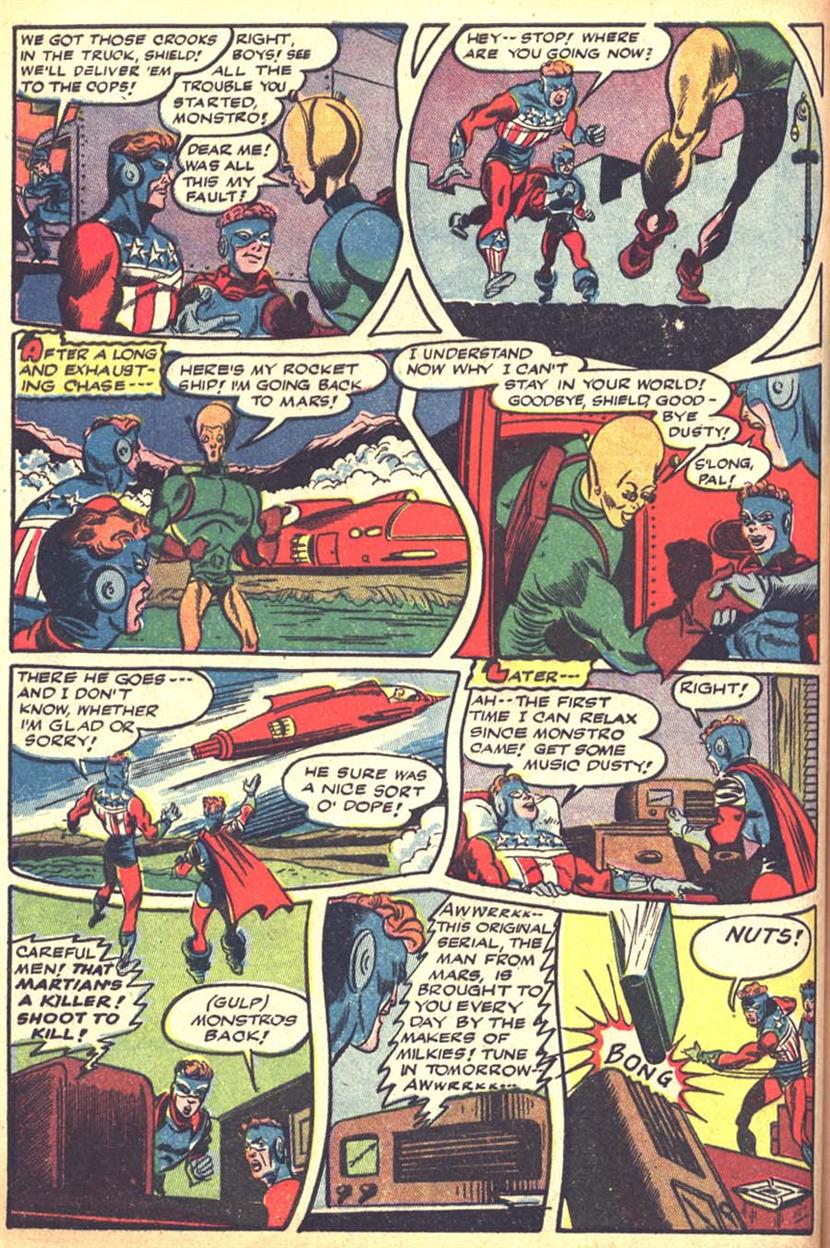 WE GOT THOSE CROOKS
IN THE TRUCK, SHIELD!
WE'LL DELIVER 'EM
TO THE COPS!
RIGHT,
BOYS! SEE
ALL THE
TROUBLE YOU
STARTED,
MONSTRO!
DEAR ME!
WAS ALL
THIS MY
FAULT?
HEY-- STOP! WHERE
ARE YOU GOING NOW?
AFTER A LONG
AND EXHAUST-
ING CHASE---
HERE'S MY ROCKET
SHIP! I'M GOING BACK
TO MARS!
I UNDERSTAND
NOW WHY I CAN'T
STAY IN YOUR WORLD!
GOODBYE, SHIELD, GOOD-
BYE
DUSTY!
S'LONG,
PAL!
THERE HE GOES---
AND I DON'T
KNOW, WHETHER
I'M GLAD OR
SORRY!
HE SURE WAS
A NICE SORT
O' DOPE!
LATER---
AH-- THE FIRST
TIME I CAN RELAX
SINCE MONSTRO
CAME! GET SOME
MUSIC DUSTY!
RIGHT!
CAREFUL
MEN! THAT
MARTIAN'S
A KILLER!
SHOOT TO
KILL!
(GULP)
MONSTRO'S
BACK!
AWWRRKK--
THIS ORIGINAL
SERIAL, THE
MAN FROM
MARS, IS
BROUGHT TO
YOU EVERY
DAY BY THE
MAKERS OF
MILKIES! TUNE
IN TOMORROW--
AWWRRKK---
NUTS!
BONG